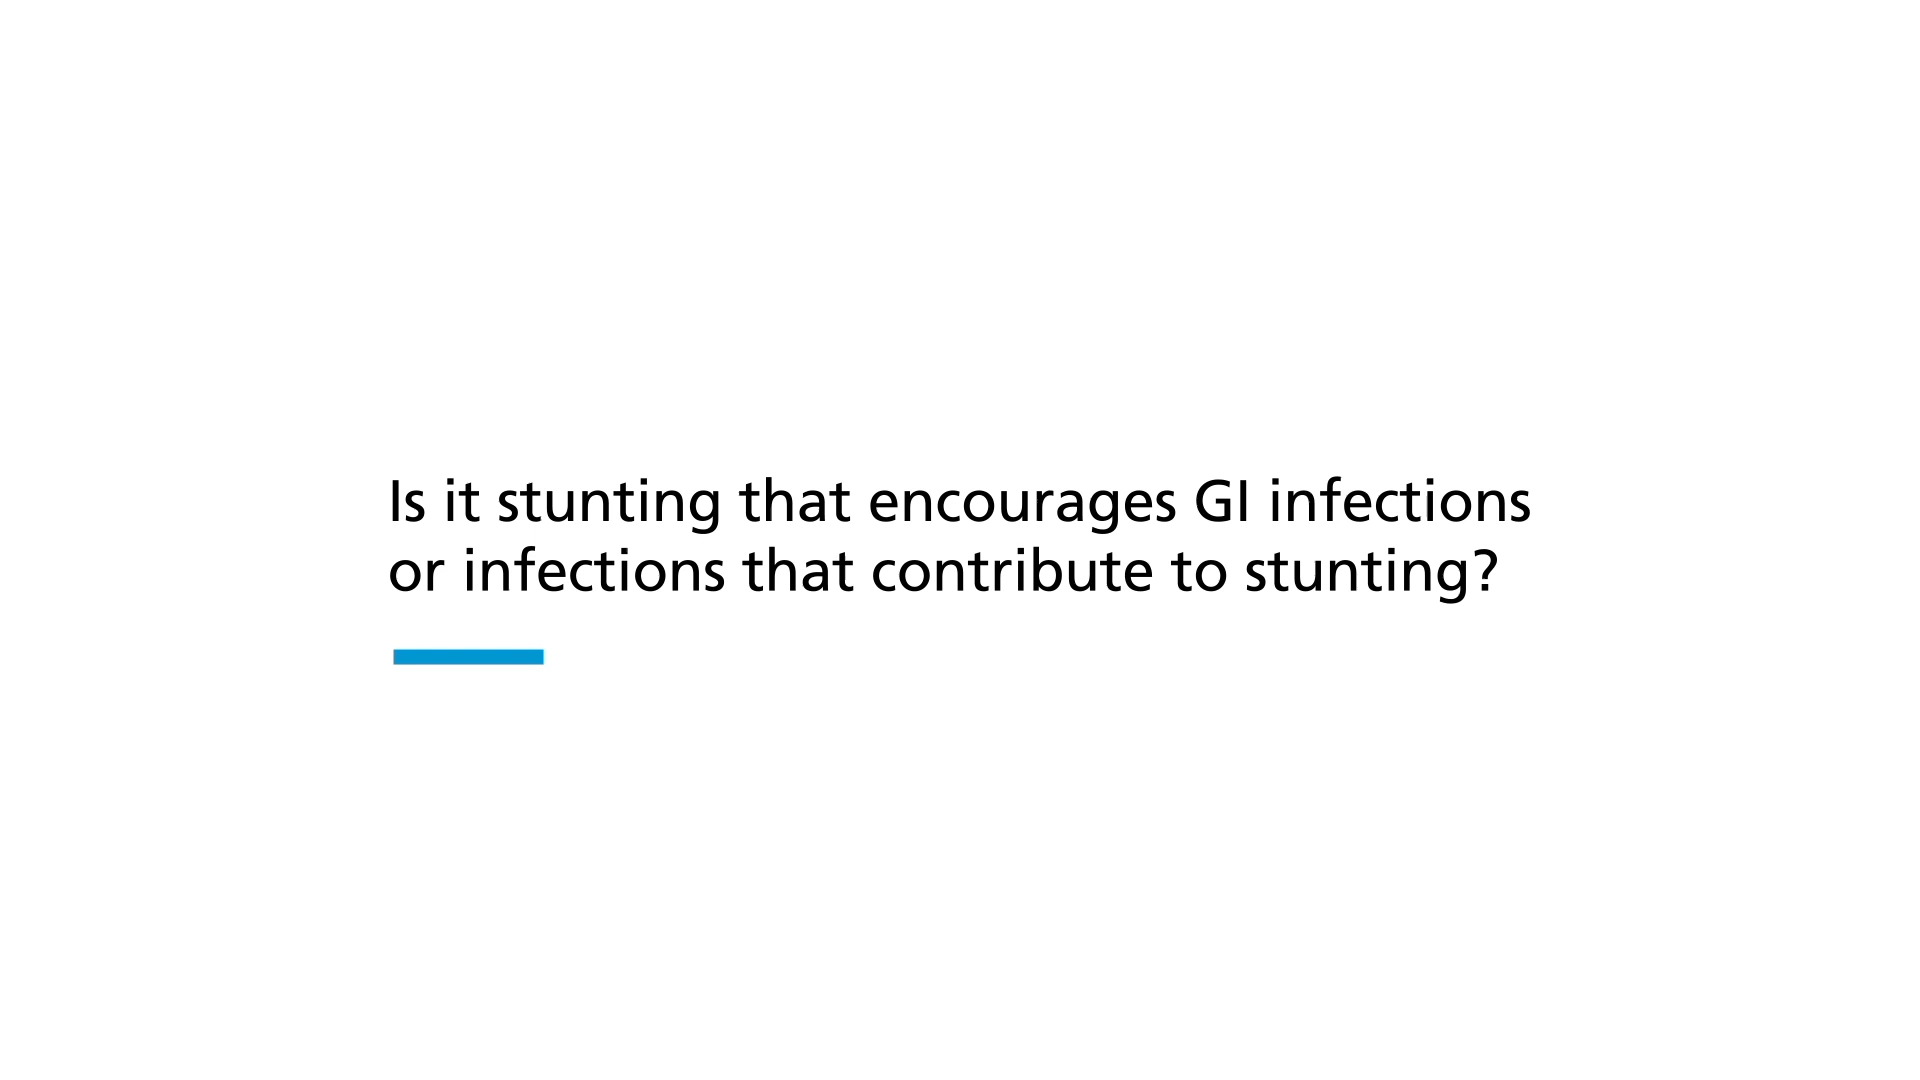 Is it stunting that encourages GI infections
or infections that contribute to stunting?